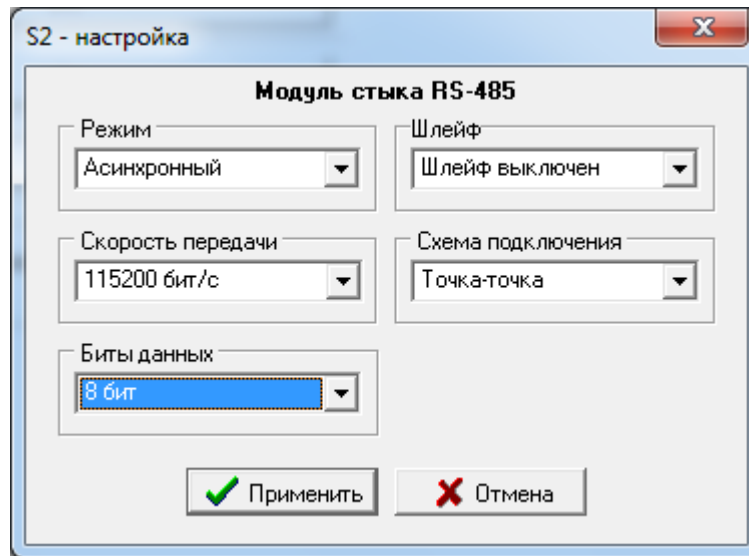 S2 - настройка
Модуль стыка RS-485
Режим
Асинхронный
Шлейф
Шлейф выключен
Скорость передачи
115200 бит/с
Схема подключения
Точка-точка
Биты данных
8 бит
Применить
Отмена